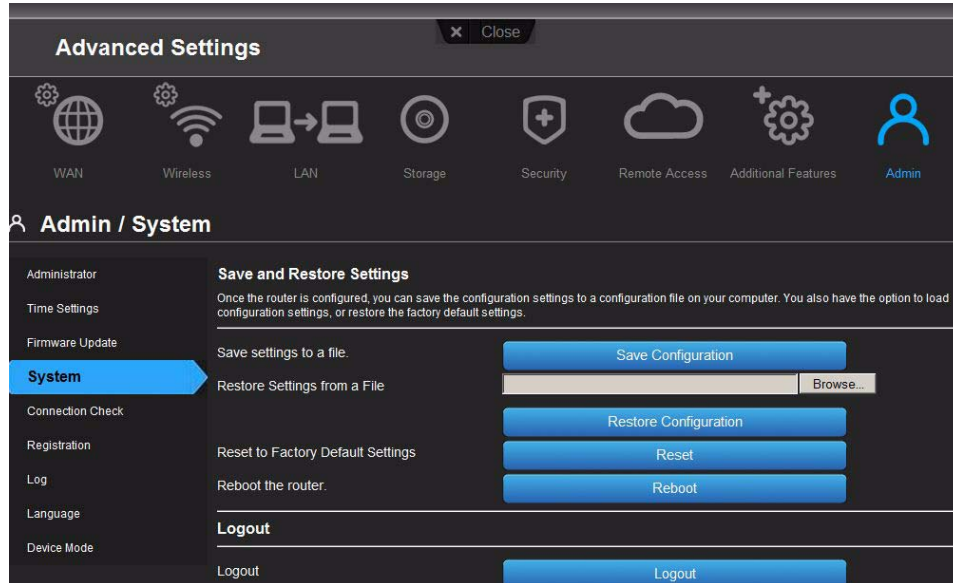 Close
Advanced Settings
WAN
Wireless
LAN
Storage
Security
Remote Access
Additional Features
Admin
Admin / System
Administrator
Time Settings
Firmware Update
System
Connection Check
Registration
Log
Language
Device Mode
Save and Restore Settings
Once the router is configured, you can save the configuration settings to a configuration file on your computer. You also have the option to load
configuration settings, or restore the factory default settings.
Save settings to a file.
Save Configuration
Restore Settings from a File
Browse...
Restore Configuration
Reset to Factory Default Settings
Reset
Reboot the router.
Reboot
Logout
Logout
Logout